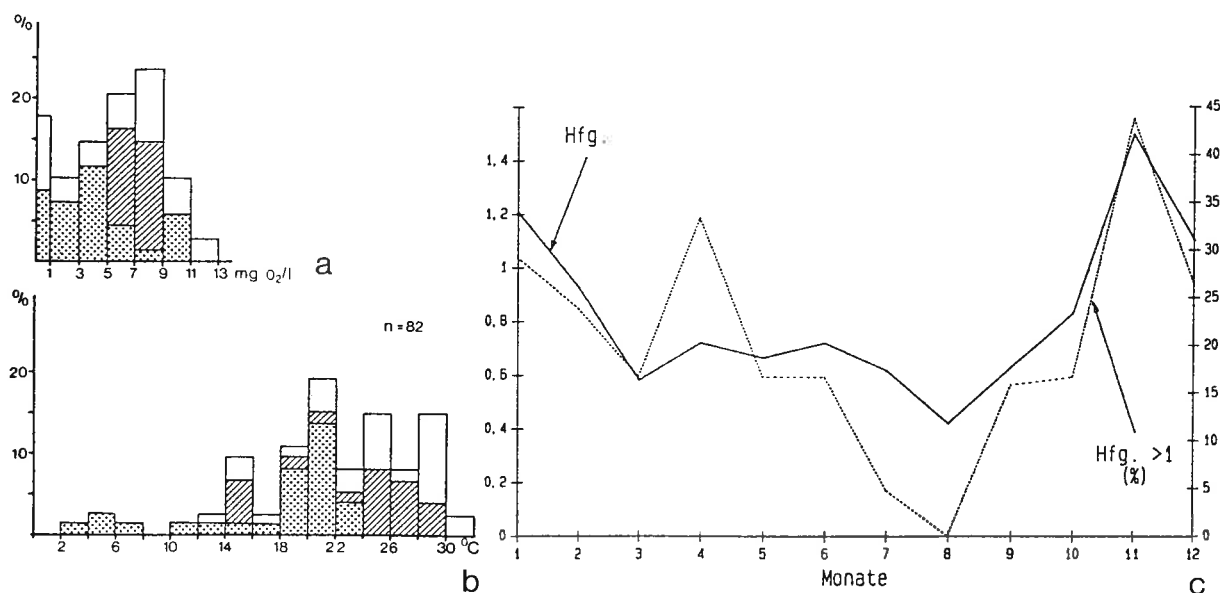 %
20
10
1 3 5 7 9 11 13 mg O₂/l
a
%
n = 82
20
10
2 6 10 14 18 22 26 30 °C
b
Hfg.
1,4
1,2
1
0,8
0,6
0,4
0,2
0
45
40
35
30
25
20
15
10
5
0
Hfg. >1
(%)
1 2 3 4 5 6 7 8 9 10 11 12
Monate
c